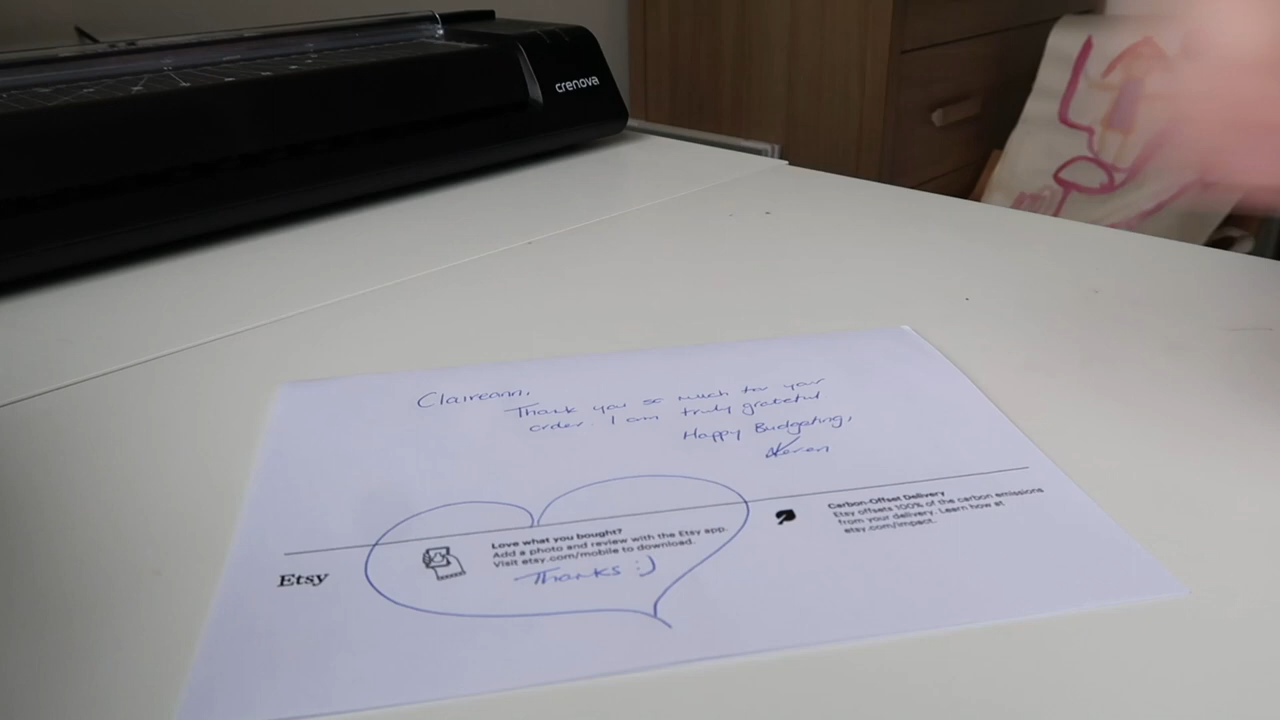 crenova
Claireann,
Thank you so much for your
order. I am truly grateful
Happy Budgeting,
Keren
Love what you bought?
Add a photo and review with the Etsy app.
Visit etsy.com/mobile to download.
Thanks :)
Etsy
Carbon-Offset Delivery
Etsy offsets 100% of the carbon emissions
from your delivery. Learn how at
etsy.com/impact.